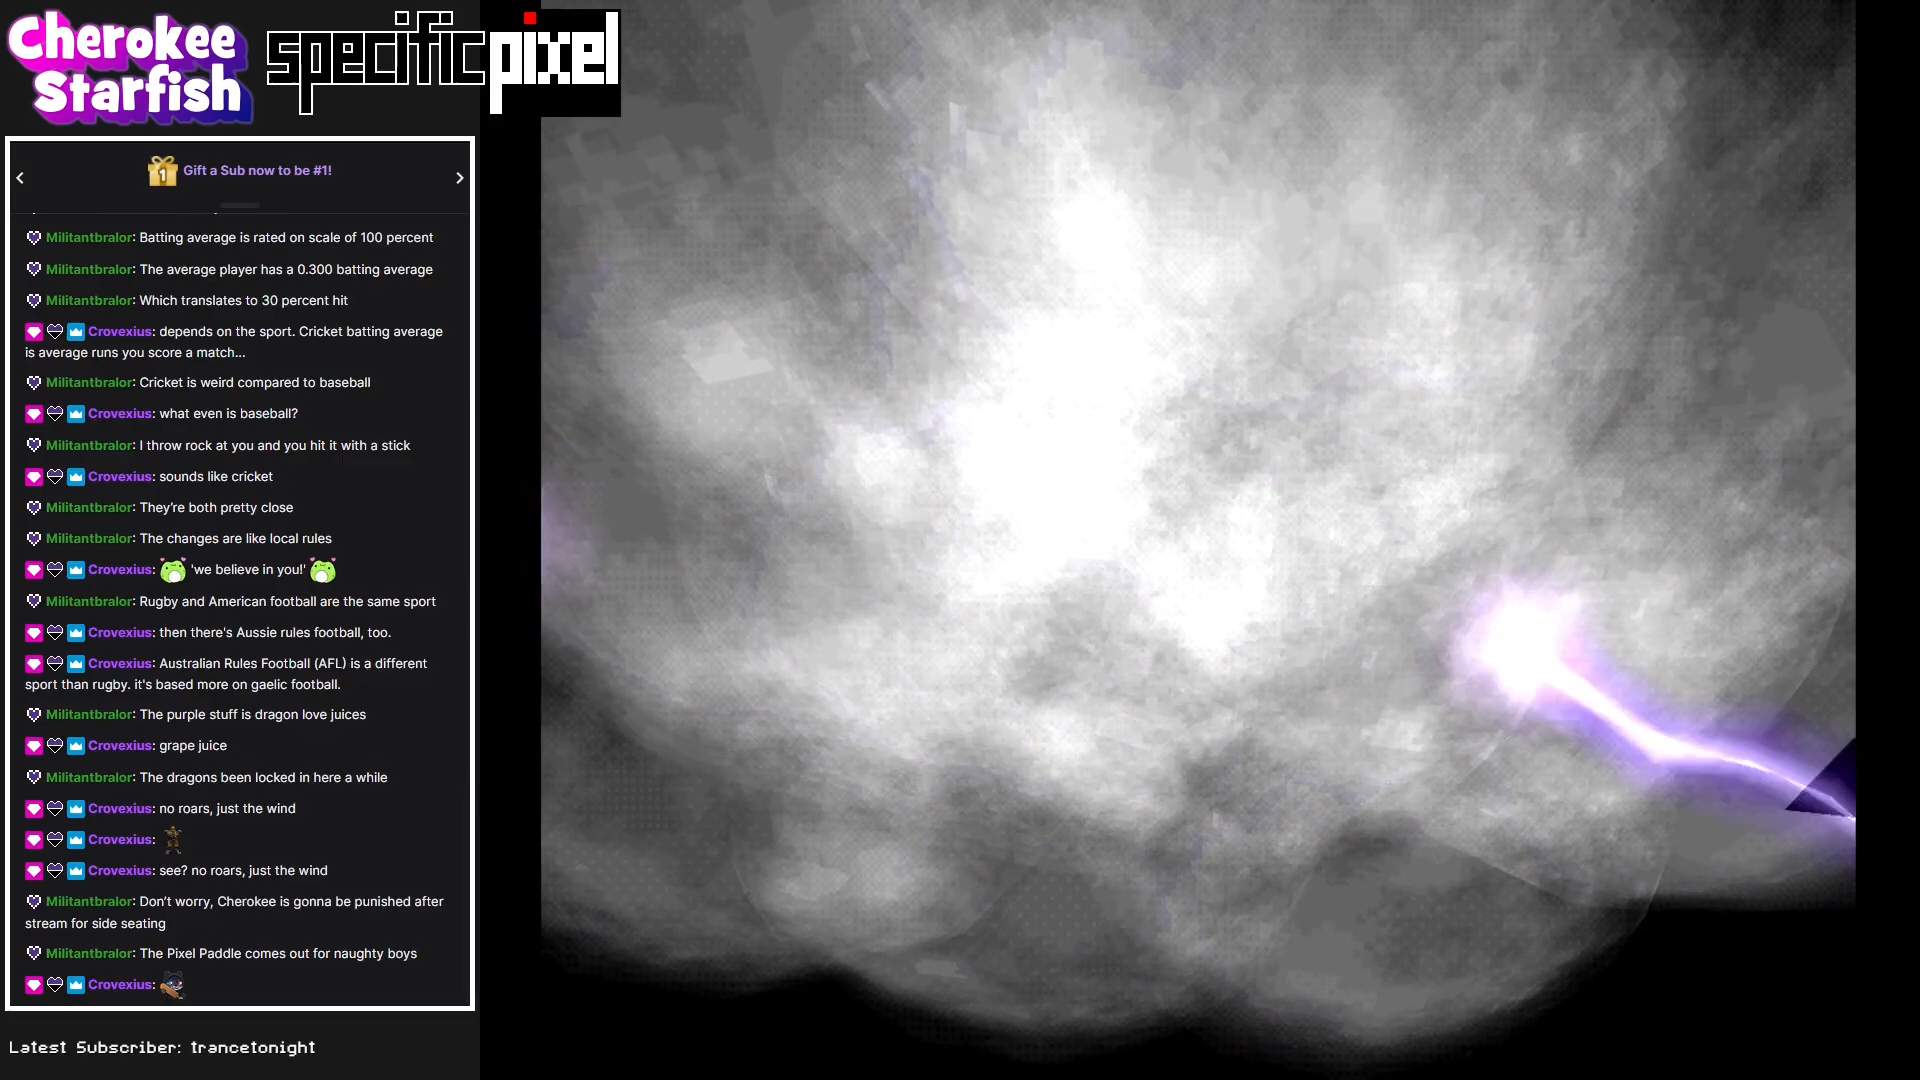 Cherokee
Starfish
specificpixel
1
Gift a Sub now to be #1!
Militantbralor: Batting average is rated on scale of 100 percent
Militantbralor: The average player has a 0.300 batting average
Militantbralor: Which translates to 30 percent hit
Crovexius: depends on the sport. Cricket batting average
is average runs you score a match...
Militantbralor: Cricket is weird compared to baseball
Crovexius: what even is baseball?
Militantbralor: I throw rock at you and you hit it with a stick
Crovexius: sounds like cricket
Militantbralor: They're both pretty close
Militantbralor: The changes are like local rules
Crovexius: 'we believe in you!'
Militantbralor: Rugby and American football are the same sport
Crovexius: then there's Aussie rules football, too.
Crovexius: Australian Rules Football (AFL) is a different
sport than rugby. it's based more on gaelic football.
Militantbralor: The purple stuff is dragon love juices
Crovexius: grape juice
Militantbralor: The dragons been locked in here a while
Crovexius: no roars, just the wind
Crovexius:
Crovexius: see? no roars, just the wind
Militantbralor: Don't worry, Cherokee is gonna be punished after
stream for side seating
Militantbralor: The Pixel Paddle comes out for naughty boys
Crovexius:
Latest Subscriber: trancetonight